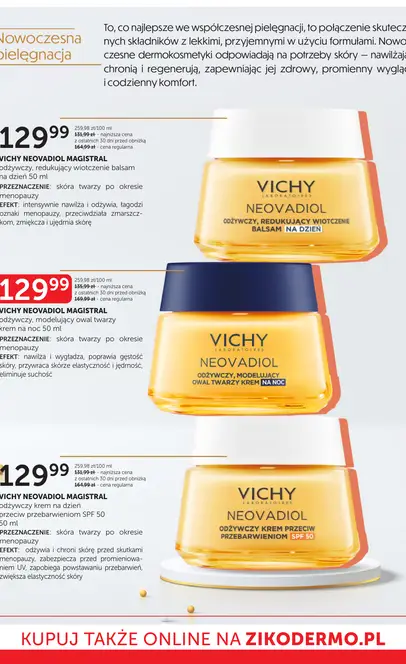 Nowoczesna
pielęgnacja
To, co najlepsze we współczesnej pielęgnacji, to połączenie skutecz
nych składników z lekkimi, przyjemnymi w użyciu formułami. Nowo
czesne dermokosmetyki odpowiadają na potrzeby skóry – nawilżają
chronią i regenerują, zapewniając jej zdrowy, promienny wyglą
i codzienny komfort.
129⁹⁹
259,98 zł/100 ml
131,99 zł - najniższa cena
z ostatnich 30 dni przed obniżką
164,99 zł - cena regularna
VICHY NEOVADIOL MAGISTRAL
odżywczy, redukujący wiotczenie balsam
na dzień 50 ml
PRZEZNACZENIE: skóra twarzy po okresie
menopauzy
EFEKT: intensywnie nawilża i odżywia, łagodzi
oznaki menopauzy, przeciwdziała zmarszcz-
kom, zmiękcza i ujędrnia skórę
VICHY
LABORATOIRES
NEOVADIOL
ODŻYWCZY, REDUKUJĄCY WIOTCZENIE
BALSAM NA DZIEŃ
129⁹⁹
259,98 zł/100 ml
135,99 zł - najniższa cena
z ostatnich 30 dni przed obniżką
169,99 zł - cena regularna
VICHY NEOVADIOL MAGISTRAL
odżywczy, modelujący owal twarzy
krem na noc 50 ml
PRZEZNACZENIE: skóra twarzy po okresie
menopauzy
EFEKT: nawilża i wygładza, poprawia gęstość
skóry, przywraca skórze elastyczność i jędrność,
eliminuje suchość
VICHY
LABORATOIRES
NEOVADIOL
ODŻYWCZY, MODELUJĄCY
OWAL TWARZY KREM NA NOC
129⁹⁹
259,98 zł/100 ml
131,99 zł - najniższa cena
z ostatnich 30 dni przed obniżką
164,99 zł - cena regularna
VICHY NEOVADIOL MAGISTRAL
odżywczy krem na dzień
przeciw przebarwieniom SPF 50
50 ml
PRZEZNACZENIE: skóra twarzy po okresie
menopauzy
EFEKT: odżywia i chroni skórę przed skutkami
menopauzy, zabezpiecza przed promieniowa-
niem UV, zapobiega powstawaniu przebarwień,
zwiększa elastyczność skóry
VICHY
LABORATOIRES
NEOVADIOL
ODŻYWCZY KREM PRZECIW
PRZEBARWIENIOM SPF 50
KUPUJ TAKŻE ONLINE NA ZIKODERMO.PL